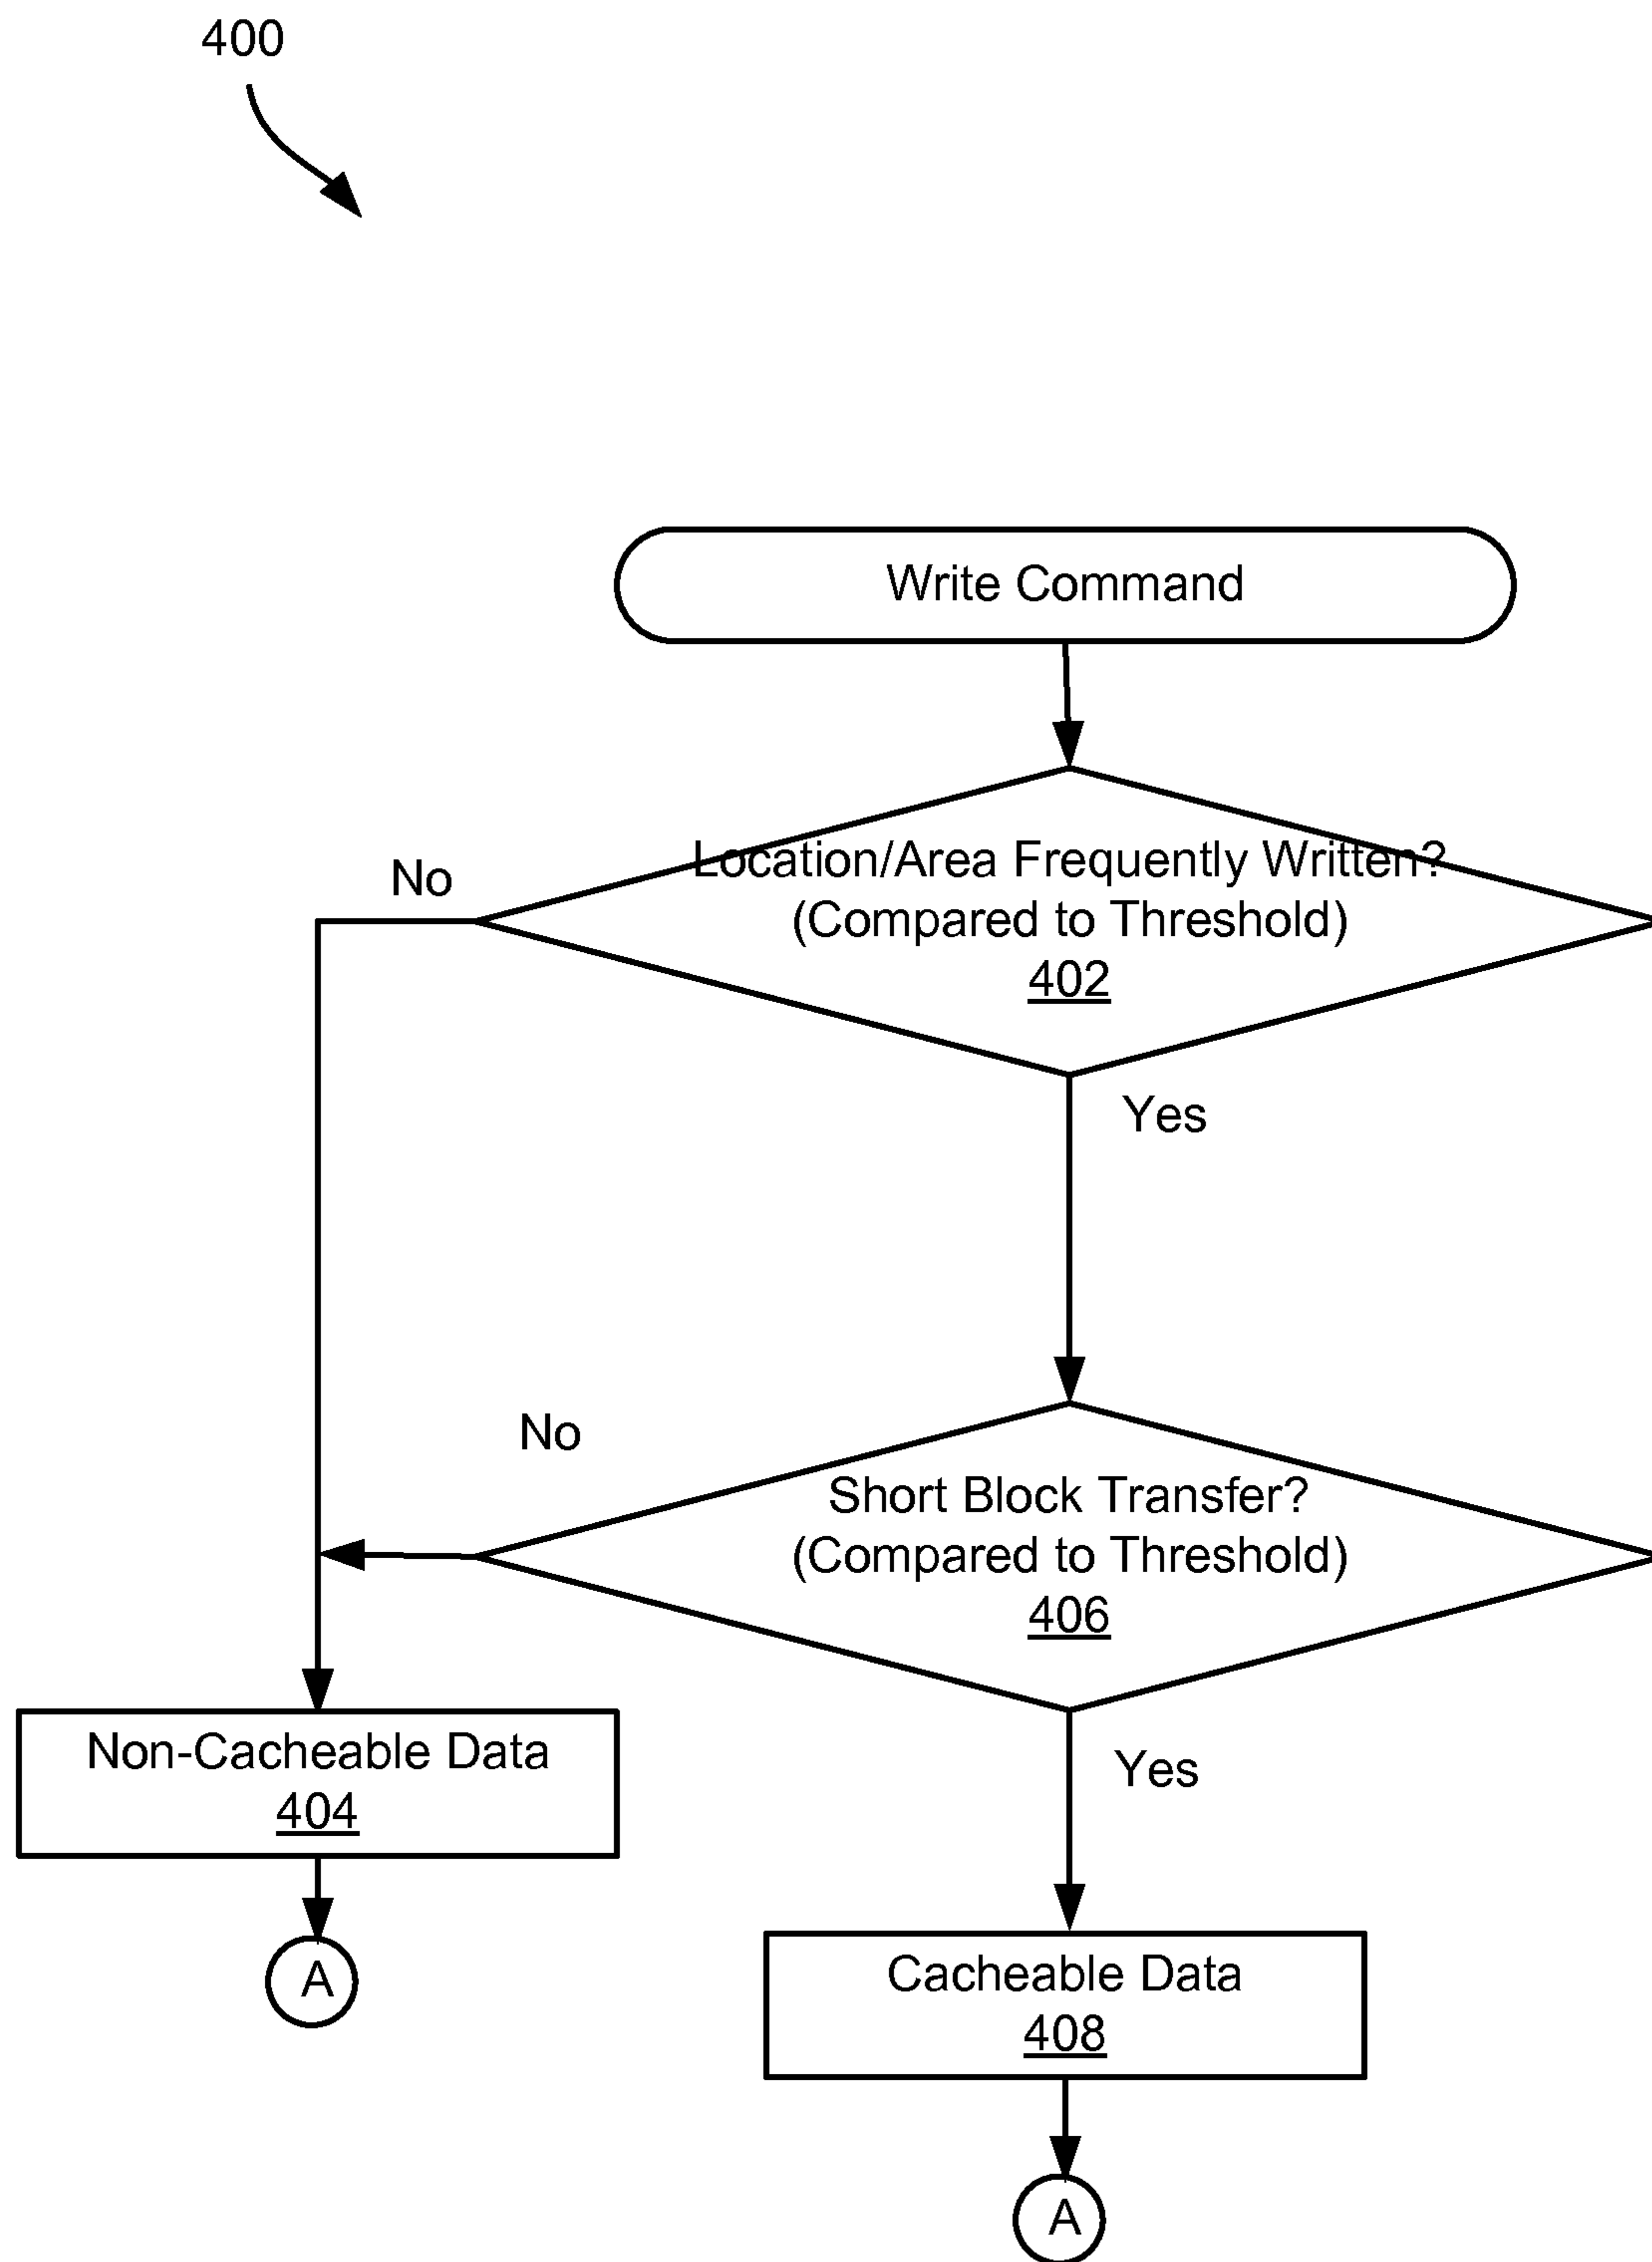 400
Write Command
No
Location/Area Frequently Written?
(Compared to Threshold)
402
Yes
No
Short Block Transfer?
(Compared to Threshold)
406
Non-Cacheable Data
404
Yes
A
Cacheable Data
408
A